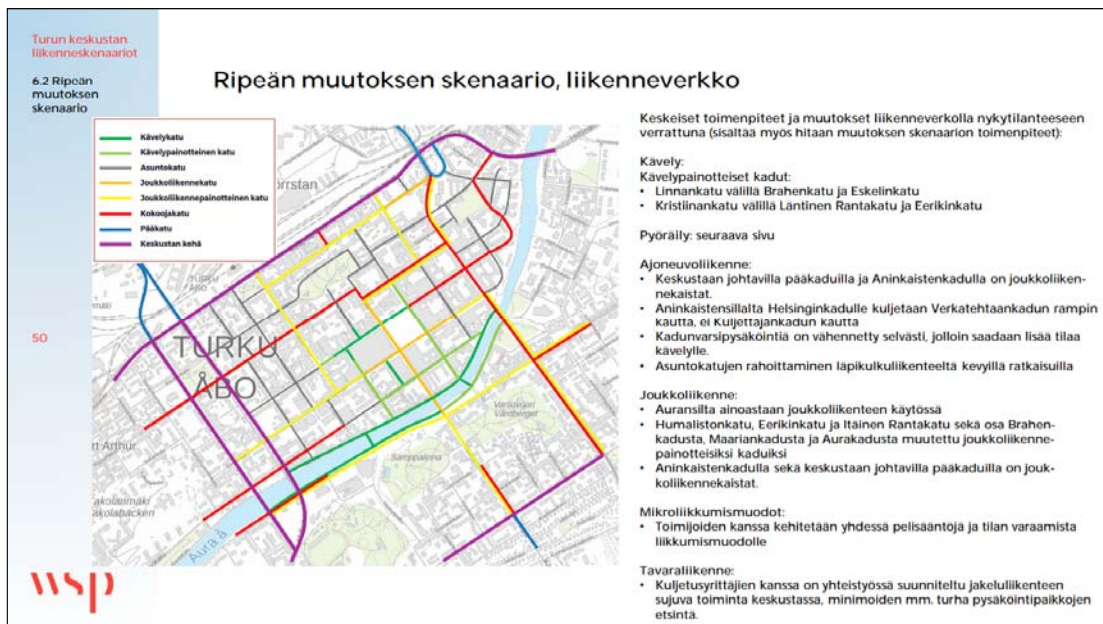 Turun keskustan
liikenneskenaariot
6.2 Ripeän
muutoksen
skenaario
50
wsp
Ripeän muutoksen skenaario, liikenneverkko
Kävelykatu
Kävelypainotteinen katu
Asuntokatu
Joukkoliikennekatu
Joukkoliikennepainotteinen katu
Kokoojakatu
Pääkatu
Keskustan kehä
TURKU
ÅBO
TURKU
ÅBO
Samppalinna
Vartiovuori
Vårdberget
Aura å
Keskeiset toimenpiteet ja muutokset liikenneverkolla nykytilanteeseen
verrattuna (sisältää myös hitaan muutoksen skenaarion toimenpiteet):
Kävely:
Kävelypainotteiset kadut:
• Linnankatu välillä Brahenkatu ja Eskelinkatu
• Kristiinankatu välillä Läntinen Rantakatu ja Eerikinkatu
Pyöräily: seuraava sivu
Ajoneuvoliikenne:
• Keskustaan johtavilla pääkaduilla ja Aninkaistenkadulla on joukkoliiken-
nekaistat.
• Aninkaistensillalta Helsinginkadulle kuljetaan Verkatehtaankadun rampin
kautta, ei Kuljettajankadun kautta
• Kadunvarsipysäköintiä on vähennetty selvästi, jolloin saadaan lisää tilaa
kävelylle.
• Asuntokatujen rahoittaminen läpikulkuliikenteeltä kevyillä ratkaisuilla
Joukkoliikenne:
• Auransilta ainoastaan joukkoliikenteen käytössä
• Humalistonkatu, Eerikinkatu ja Itäinen Rantakatu sekä osa Brahen-
kadusta, Maariankadusta ja Aurakadusta muutettu joukkoliikenne-
painotteisiksi kaduiksi
• Aninkaistenkadulla sekä keskustaan johtavilla pääkaduilla on jouk-
koliikennekaistat.
Mikroliikkumismuodot:
• Toimijoiden kanssa kehitetään yhdessä pelisääntöjä ja tilan varaamista
liikkumismuodolle
Tavaraliikenne:
• Kuljetusyrittäjien kanssa on yhteistyössä suunniteltu jakeluliikenteen
sujuva toiminta keskustassa, minimoiden mm. turha pysäköintipaikkojen
etsintä.